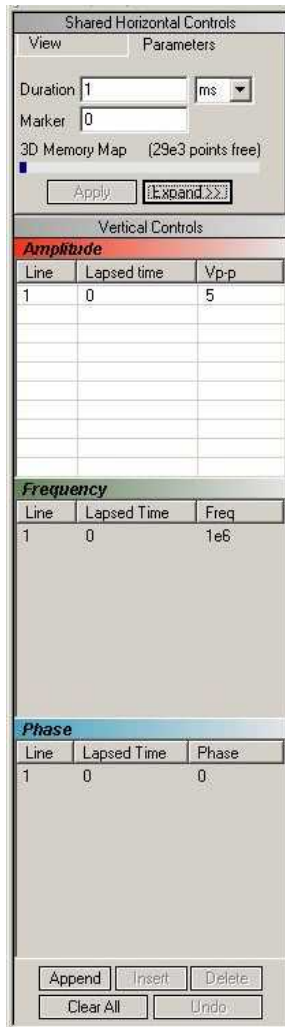 Shared Horizontal Controls
View Parameters
Duration 1 ms
Marker 0
3D Memory Map (29e3 points free)
Apply Expand >>
Vertical Controls
Amplitude
Line Lapsed time Vp-p
1 0 5
Frequency
Line Lapsed Time Freq
1 0 1e6
Phase
Line Lapsed Time Phase
1 0 0
Append Insert Delete
Clear All Undo